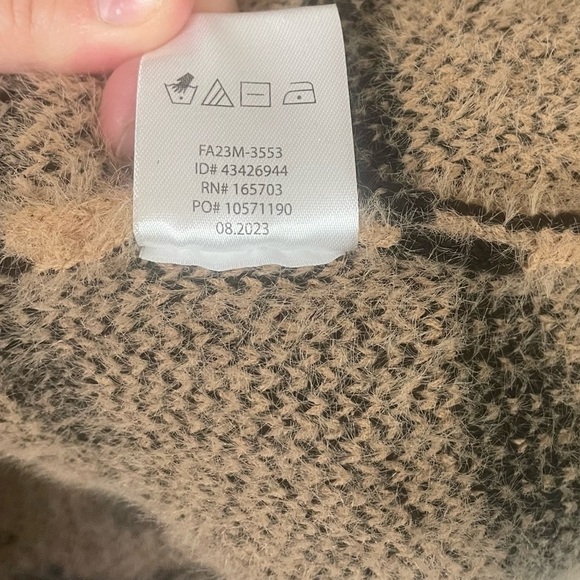 FA23M-3553
ID# 43426944
RN# 165703
PO# 10571190
08.2023